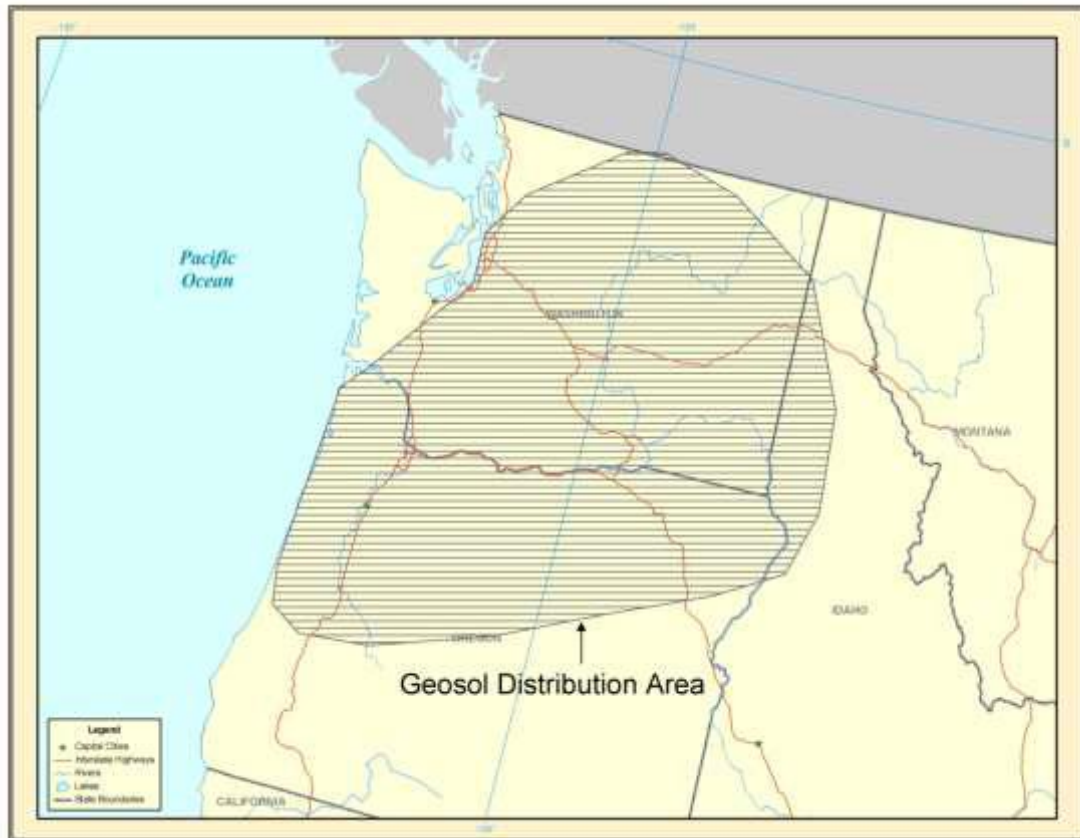 Pacific
Ocean
WASHINGTON
MONTANA
IDAHO
OREGON
Geosol Distribution Area
CALIFORNIA
Legend
Capital Cities
Interstate Highways
Rivers
Lakes
State Boundaries